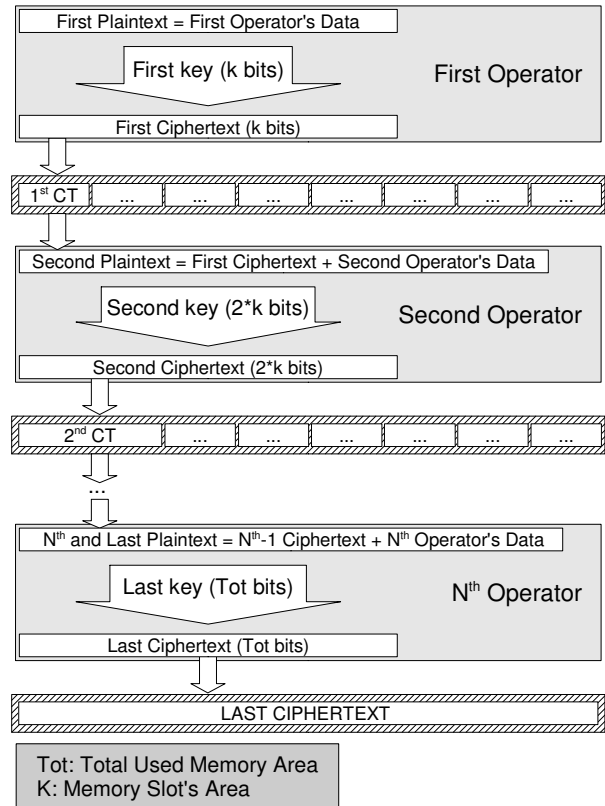 First Plaintext = First Operator's Data
First key (k bits)
First Operator
First Ciphertext (k bits)
1st CT ... ... ... ... ... ... ...
Second Plaintext = First Ciphertext + Second Operator's Data
Second key (2*k bits)
Second Operator
Second Ciphertext (2*k bits)
2nd CT ... ... ... ... ... ...
...
Nth and Last Plaintext = Nth-1 Ciphertext + Nth Operator's Data
Last key (Tot bits)
Nth Operator
Last Ciphertext (Tot bits)
LAST CIPHERTEXT
Tot: Total Used Memory Area
K: Memory Slot's Area